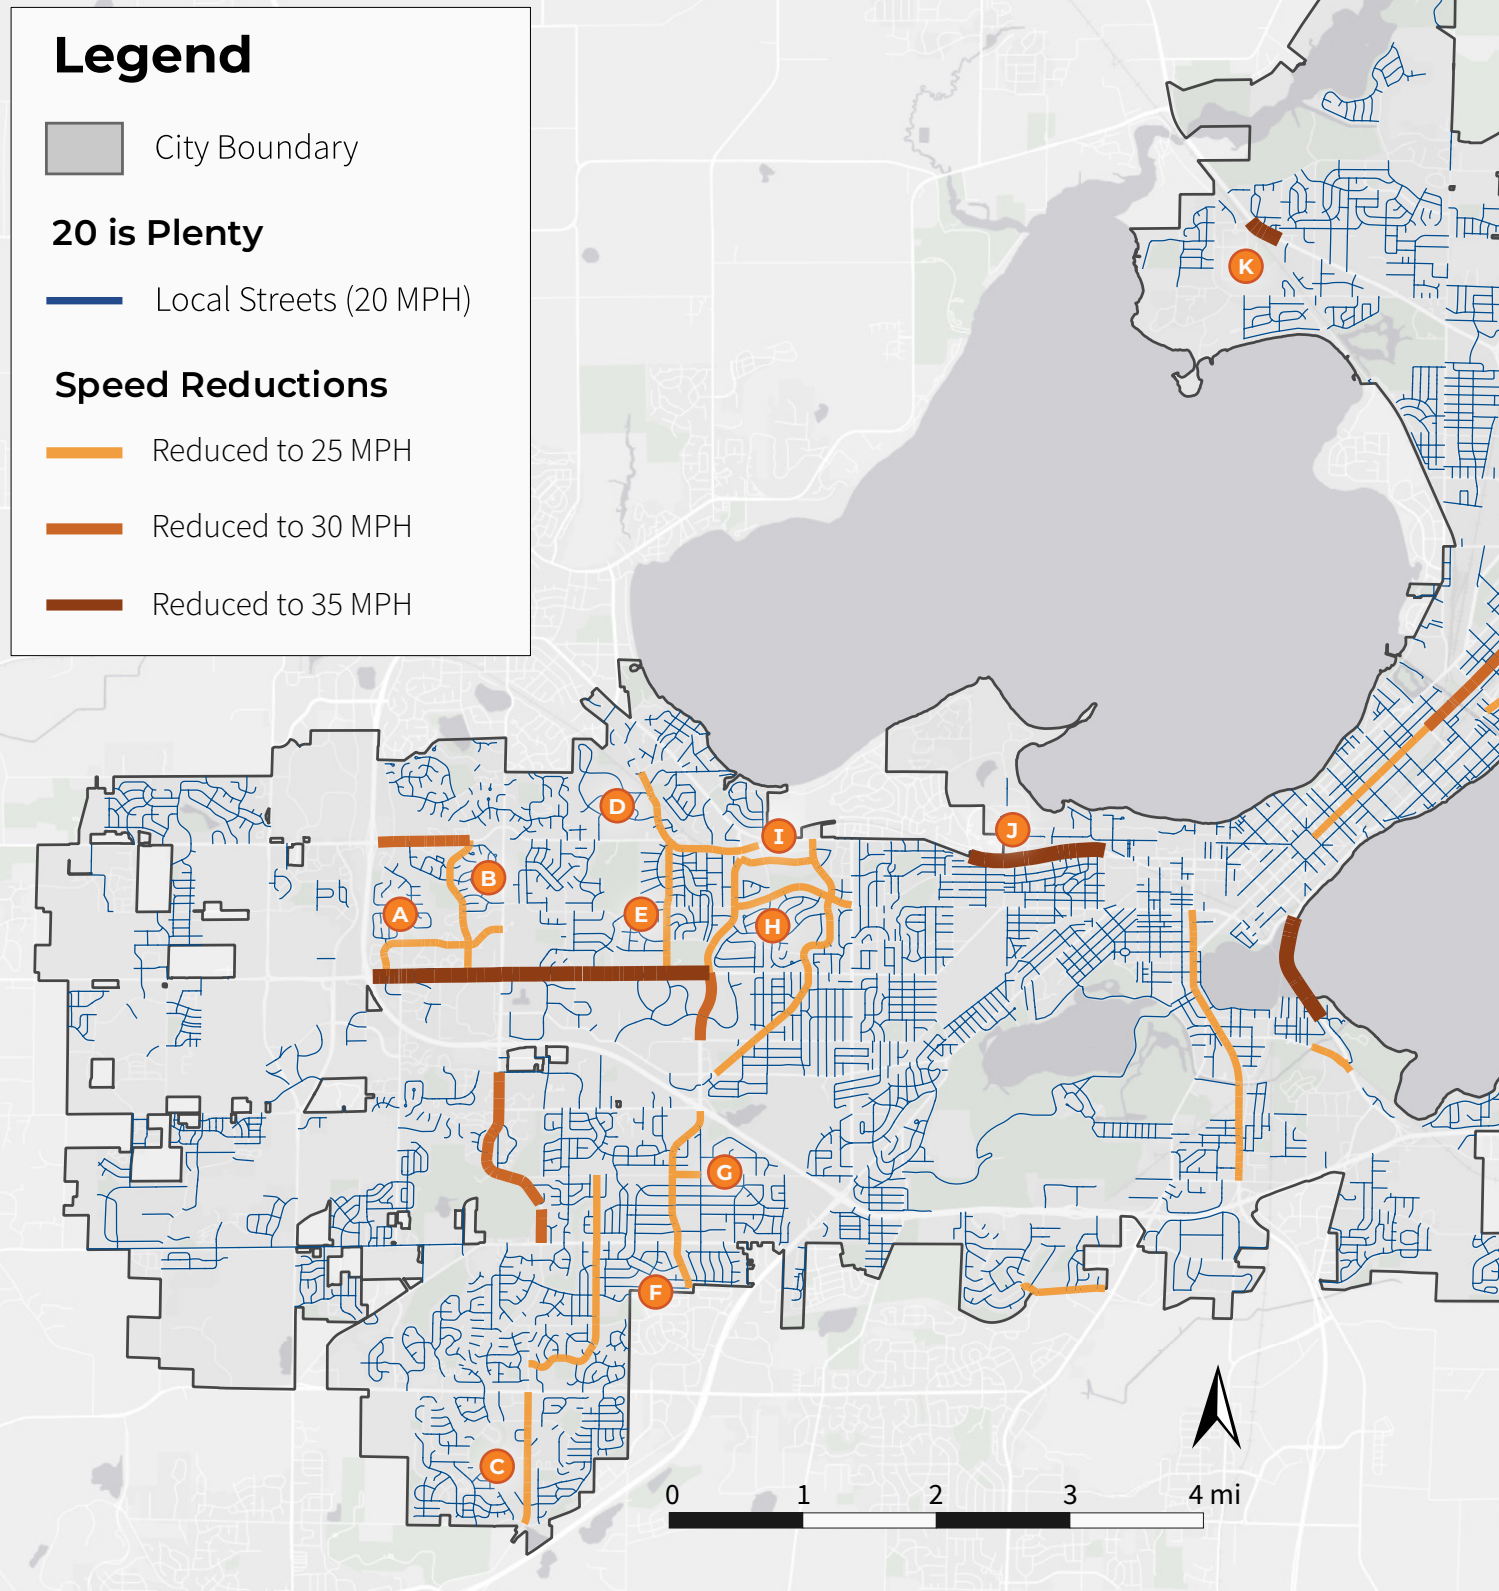 Legend
City Boundary
20 is Plenty
Local Streets (20 MPH)
Speed Reductions
Reduced to 25 MPH
Reduced to 30 MPH
Reduced to 35 MPH
K
D
I
J
B
A
E
H
G
F
C
0 1 2 3 4 mi